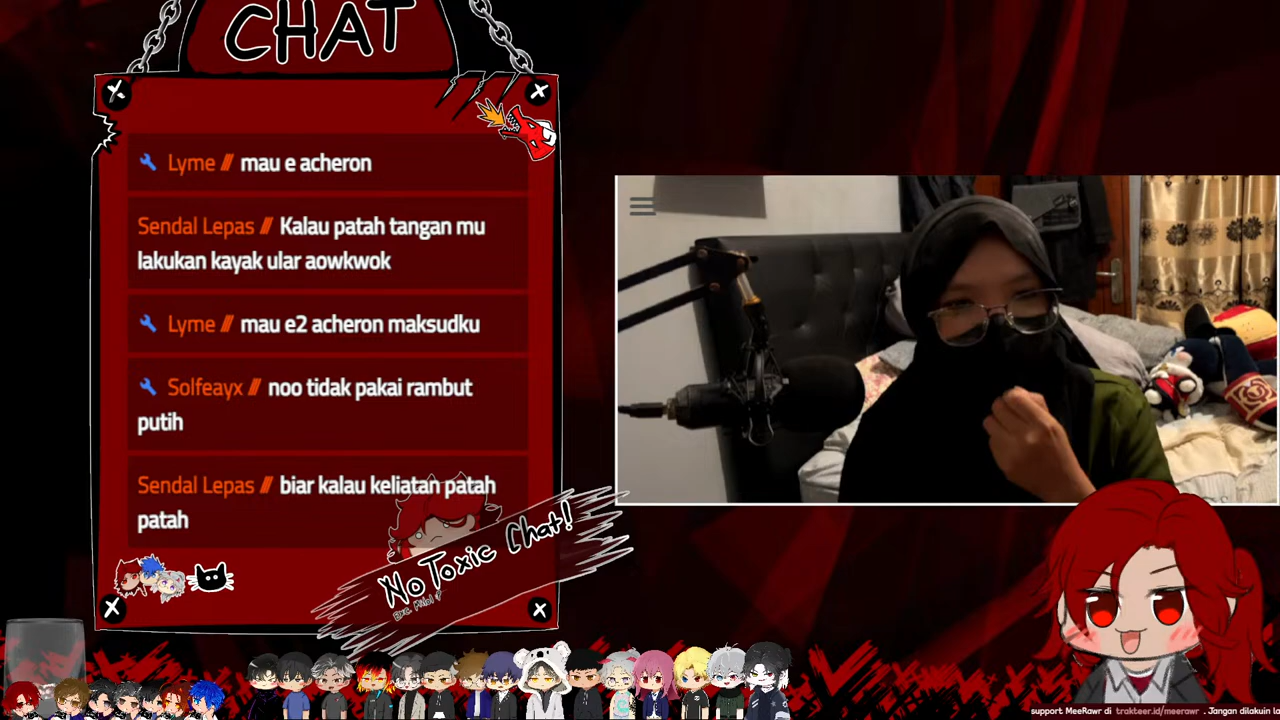 CHAT
Lyme // mau e acheron
Sendal Lepas // Kalau patah tangan mu
lakukan kayak ular aowkwok
Lyme // mau e2 acheron maksudku
Solfeayx // noo tidak pakai rambut
putih
Sendal Lepas // biar kalau keliatan patah
patah
No Toxic Chat!
support MeeRawr di trakteer.id/meerawr . Jangan dilakuin la